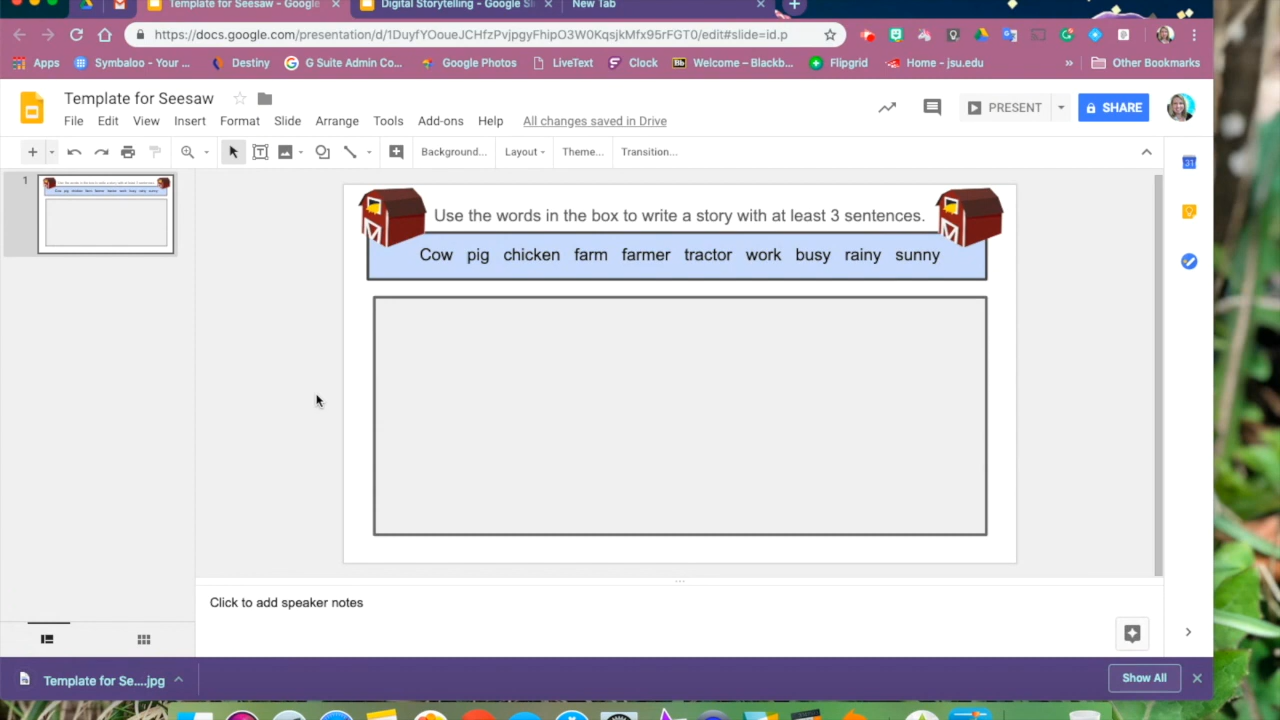 Template for Seesaw - Google
Digital Storytelling - Google Sl
New Tab
https://docs.google.com/presentation/d/1DuyfYOoueJCHfzPvjpgyFhipO3W0KqsjkMfx95rFGT0/edit#slide=id.p
Apps Symbaloo - Your ... Destiny G Suite Admin Co... Google Photos LiveText Clock Welcome – Blackb... Flipgrid Home - jsu.edu » Other Bookmarks
Template for Seesaw
File Edit View Insert Format Slide Arrange Tools Add-ons Help All changes saved in Drive
PRESENT
SHARE
Background... Layout Theme... Transition...
31
1
Use the words in the box to write a story with at least 3 sentences.
Cow pig chicken farm farmer tractor work busy rainy sunny
Click to add speaker notes
Template for Se....jpg
Show All